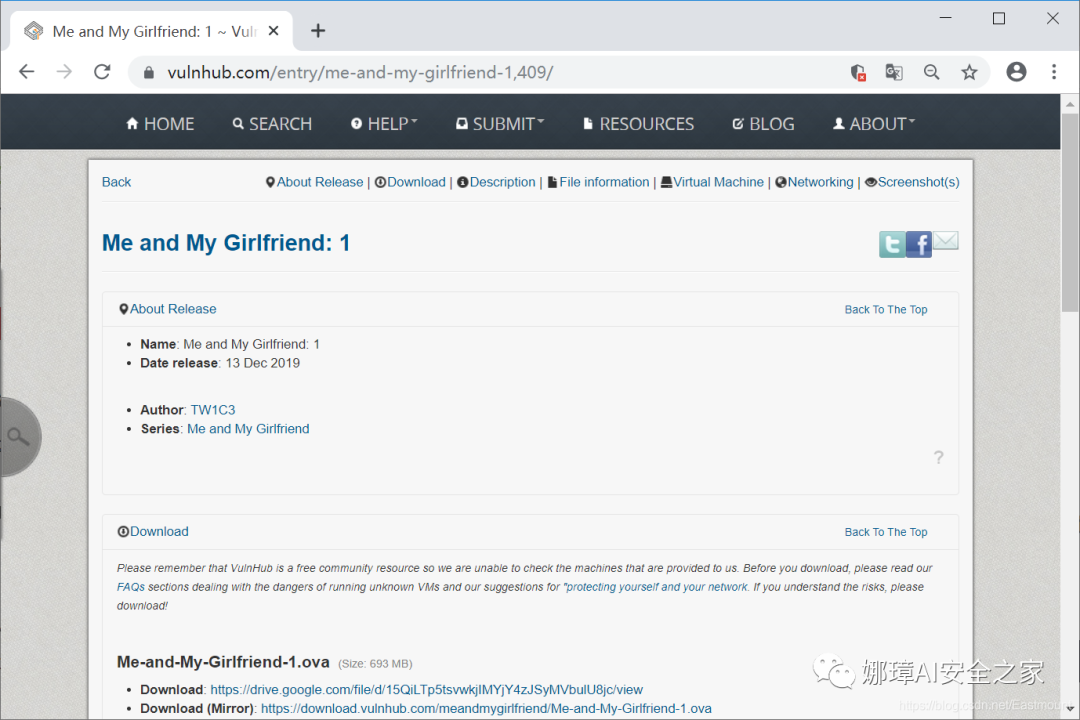 Me and My Girlfriend: 1 ~ Vuln
vulnhub.com/entry/me-and-my-girlfriend-1,409/
HOME SEARCH HELP SUBMIT RESOURCES BLOG ABOUT
Back About Release | Download | Description | File information | Virtual Machine | Networking | Screenshot(s)
Me and My Girlfriend: 1
About Release Back To The Top
Name: Me and My Girlfriend: 1
Date release: 13 Dec 2019
Author: TW1C3
Series: Me and My Girlfriend
?
Download Back To The Top
Please remember that VulnHub is a free community resource so we are unable to check the machines that are provided to us. Before you download, please read our
FAQs sections dealing with the dangers of running unknown VMs and our suggestions for "protecting yourself and your network. If you understand the risks, please
download!
Me-and-My-Girlfriend-1.ova (Size: 693 MB)
Download: https://drive.google.com/file/d/15QiLTp5tsvwkjIMYjY4zJSyMVbulU8jc/view
Download (Mirror): https://download.vulnhub.com/meandmygirlfriend/Me-and-My-Girlfriend-1.ova
娜璋AI安全之家
https://blog.csdn.net/Eastmount